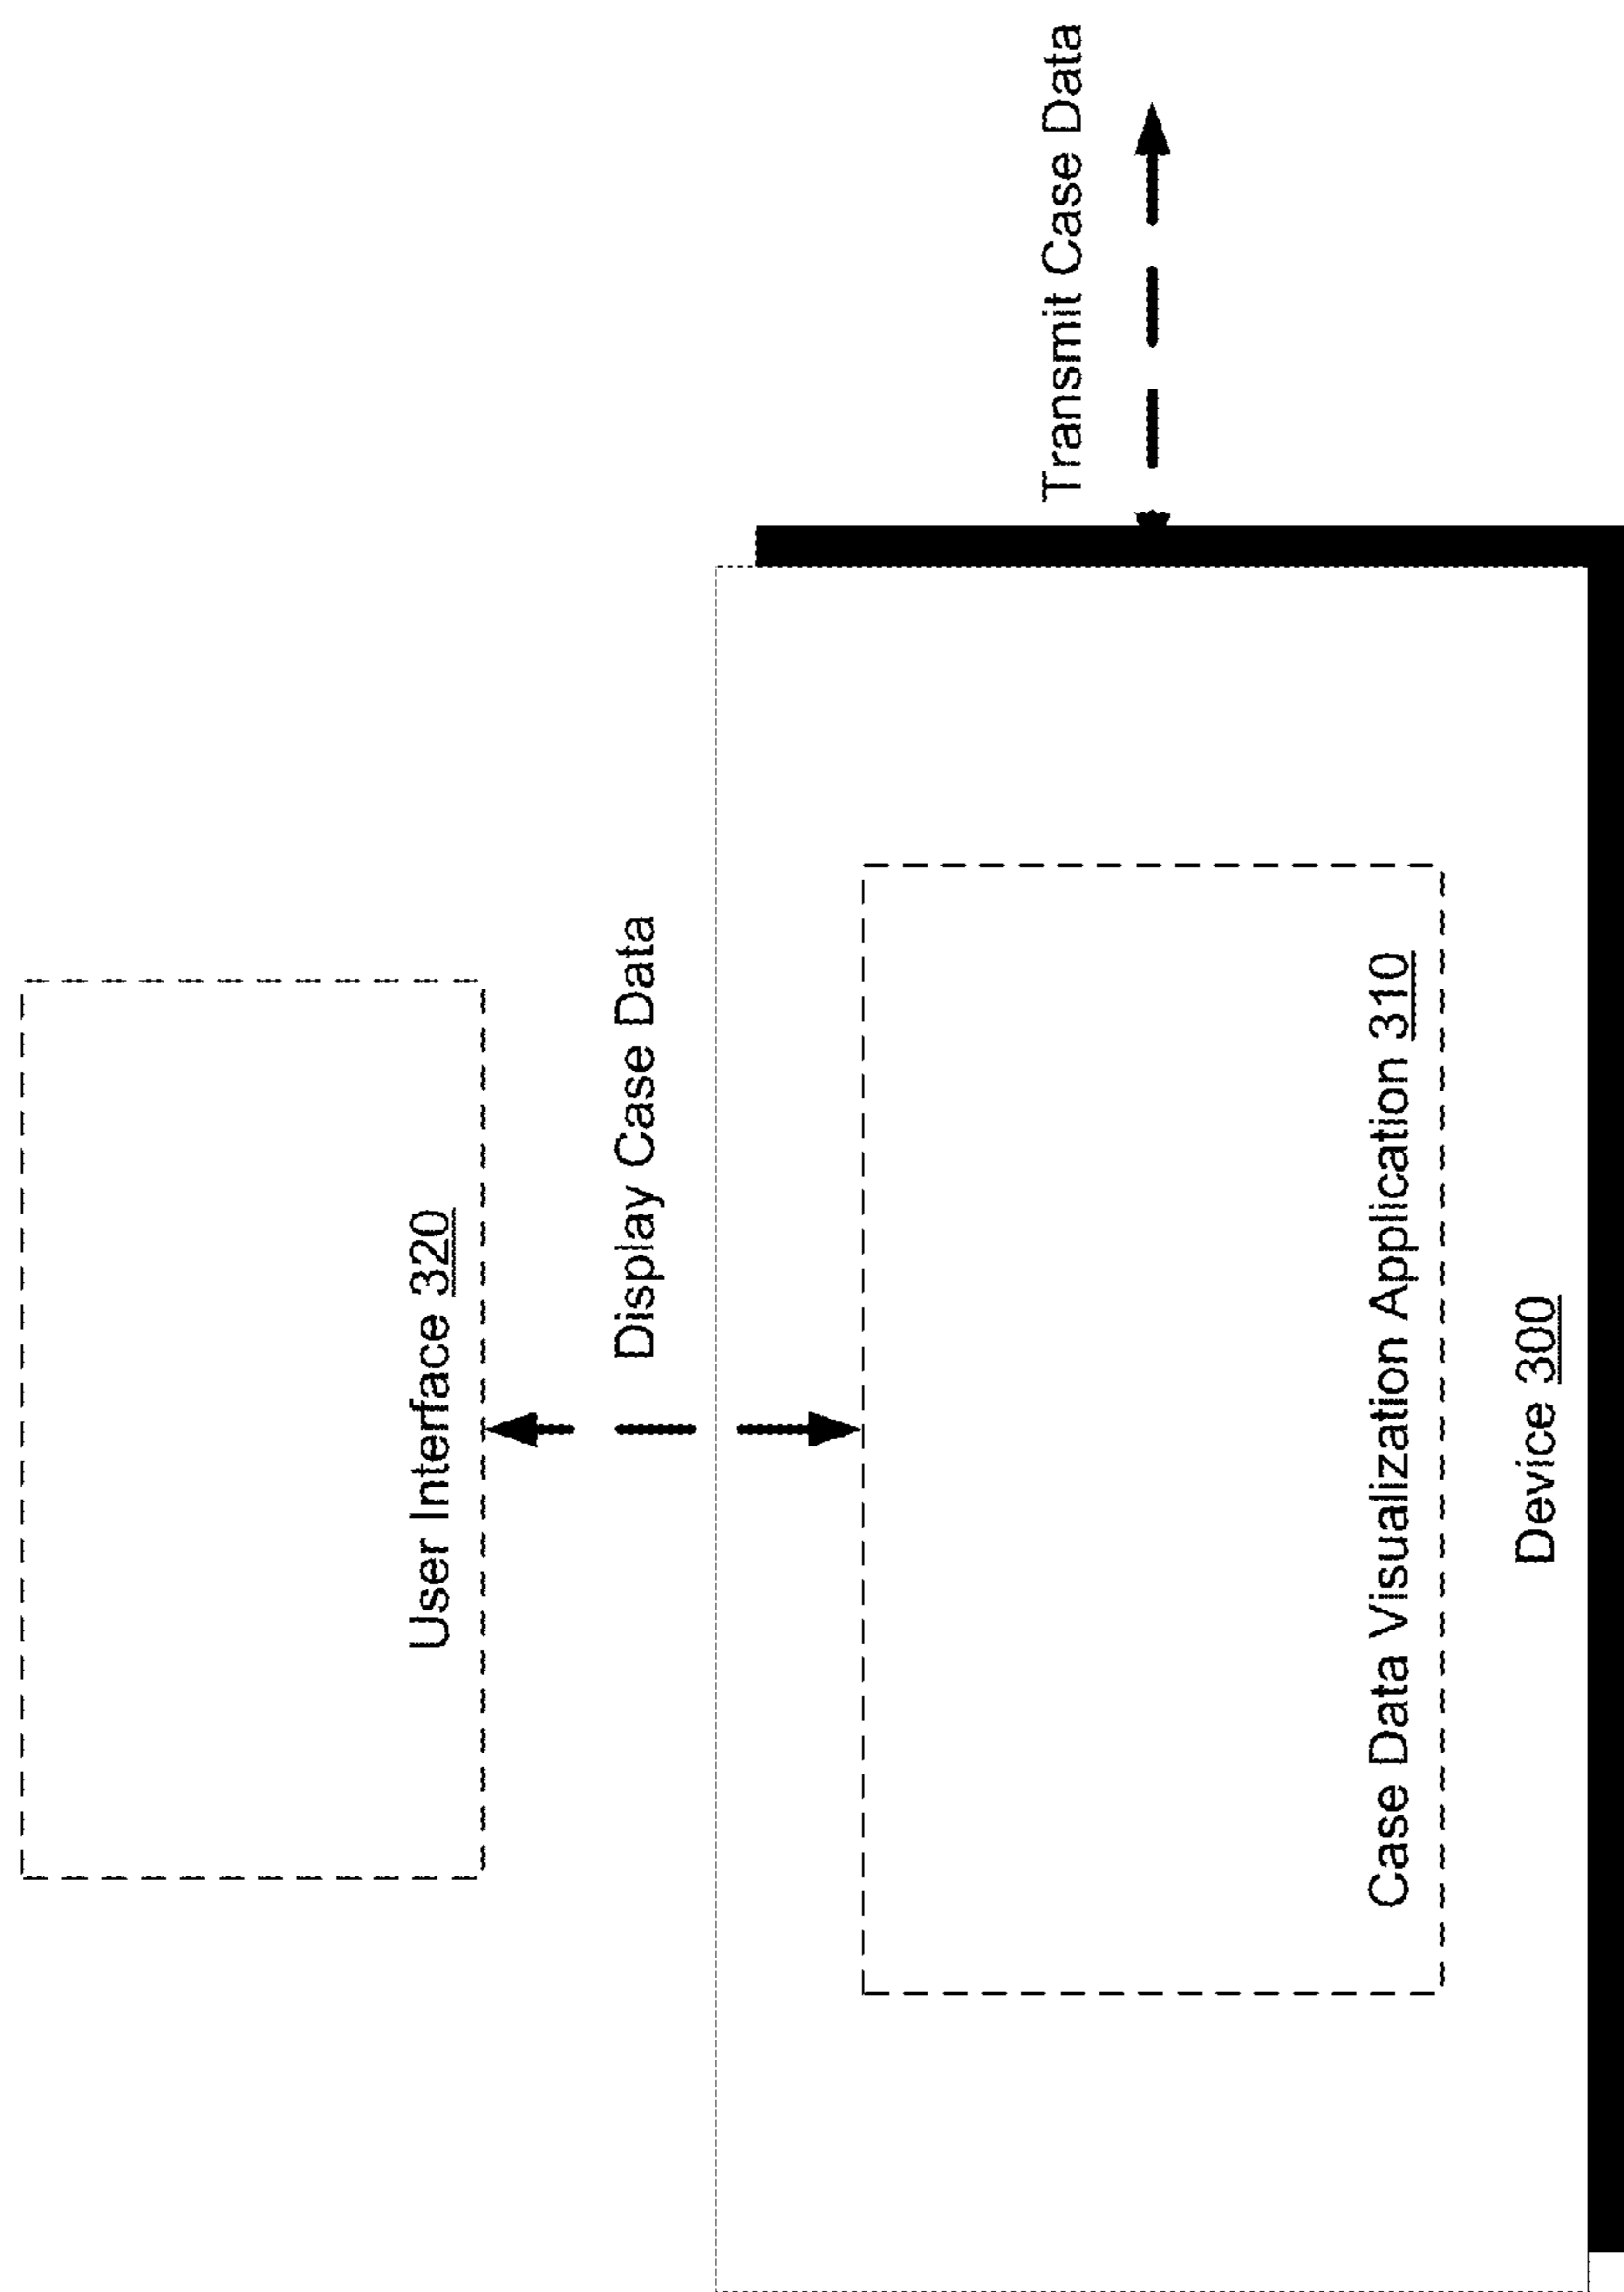 User Interface 320
Display Case Data
Transmit Case Data
Case Data Visualization Application 310
Device 300